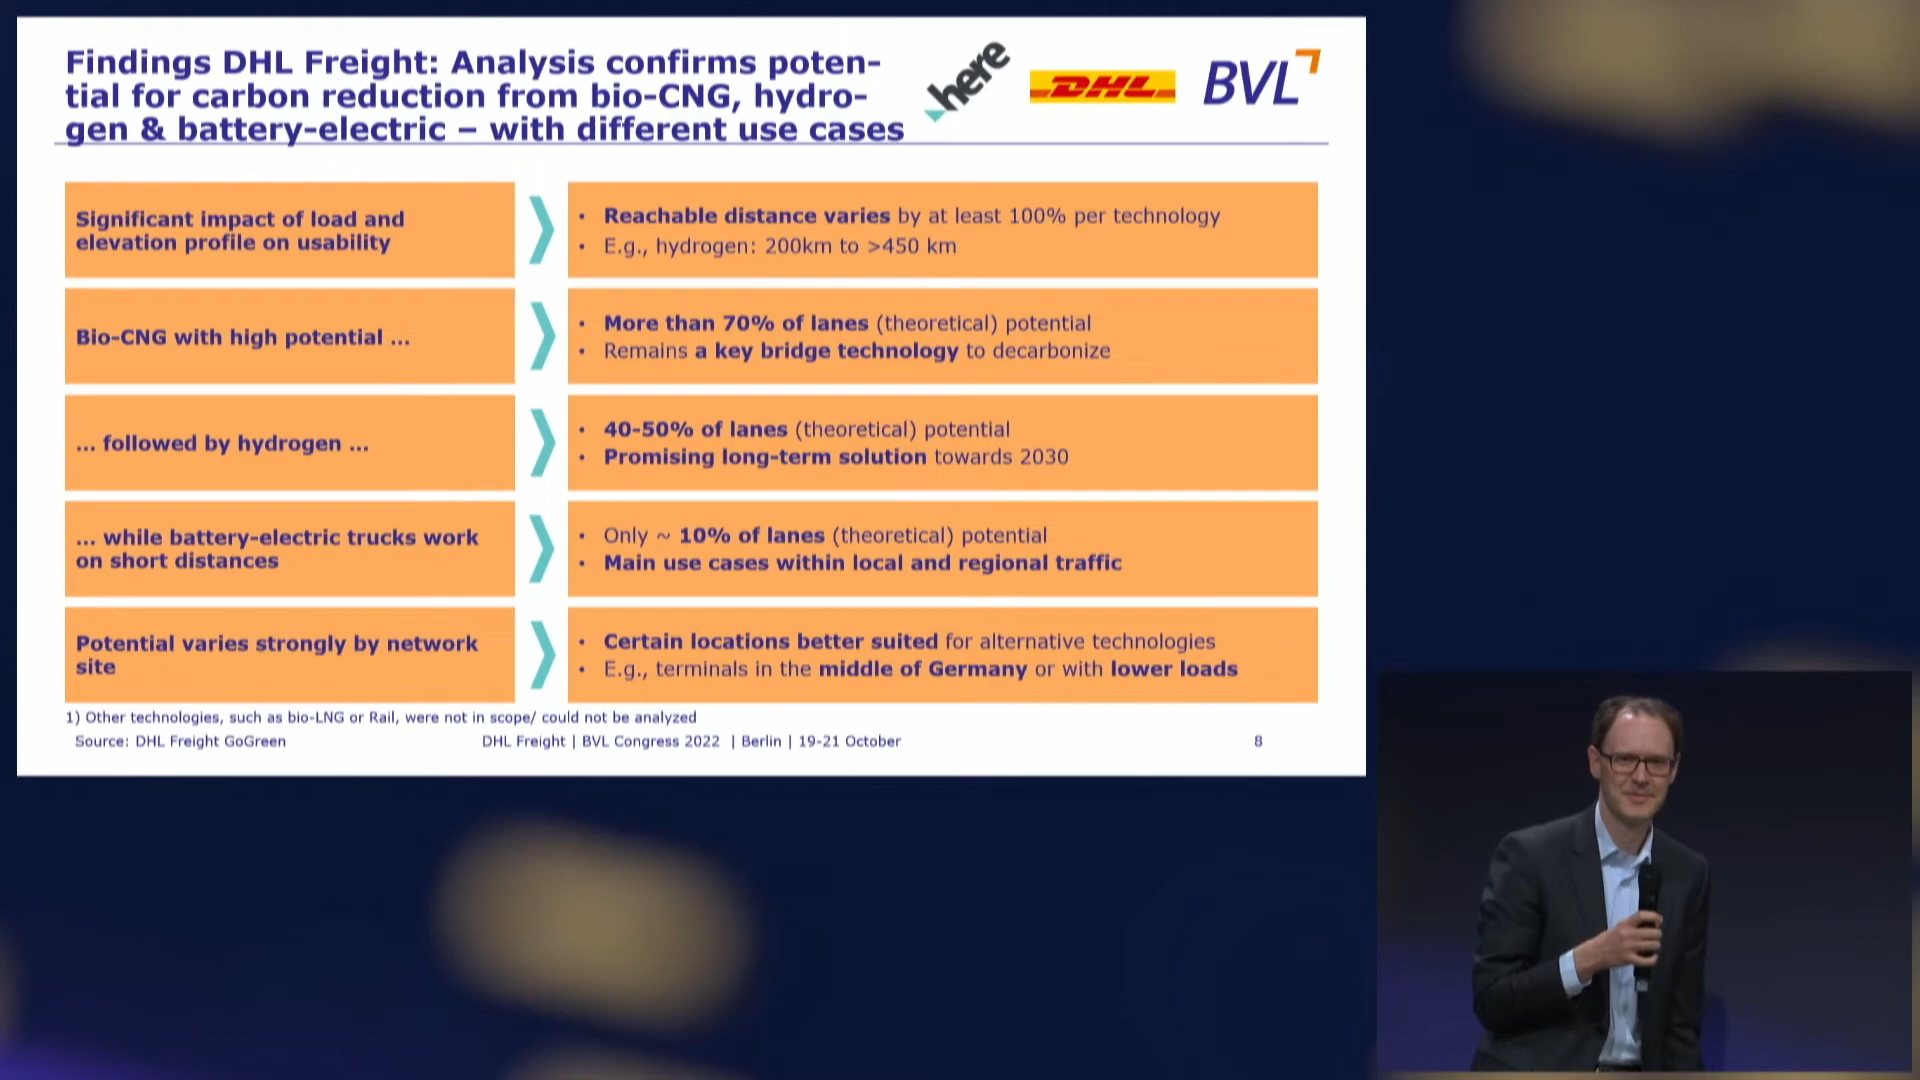 Findings DHL Freight: Analysis confirms poten-
tial for carbon reduction from bio-CNG, hydro-
gen & battery-electric – with different use cases
here
DHL
BVL
Significant impact of load and
elevation profile on usability
• Reachable distance varies by at least 100% per technology
• E.g., hydrogen: 200km to >450 km
Bio-CNG with high potential ...
• More than 70% of lanes (theoretical) potential
• Remains a key bridge technology to decarbonize
... followed by hydrogen ...
• 40-50% of lanes (theoretical) potential
• Promising long-term solution towards 2030
... while battery-electric trucks work
on short distances
• Only ~ 10% of lanes (theoretical) potential
• Main use cases within local and regional traffic
Potential varies strongly by network
site
• Certain locations better suited for alternative technologies
• E.g., terminals in the middle of Germany or with lower loads
1) Other technologies, such as bio-LNG or Rail, were not in scope/ could not be analyzed
Source: DHL Freight GoGreen
DHL Freight | BVL Congress 2022 | Berlin | 19-21 October
8